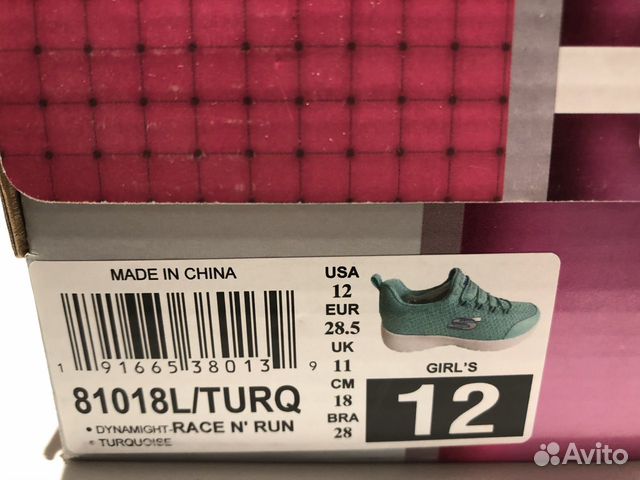 MADE IN CHINA
1 91665 38013 9
81018L/TURQ
• DYNAMIGHT-RACE N' RUN
• TURQUOISE
USA
12
EUR
28.5
UK
11
CM
18
BRA
28
GIRL'S
12
Avito